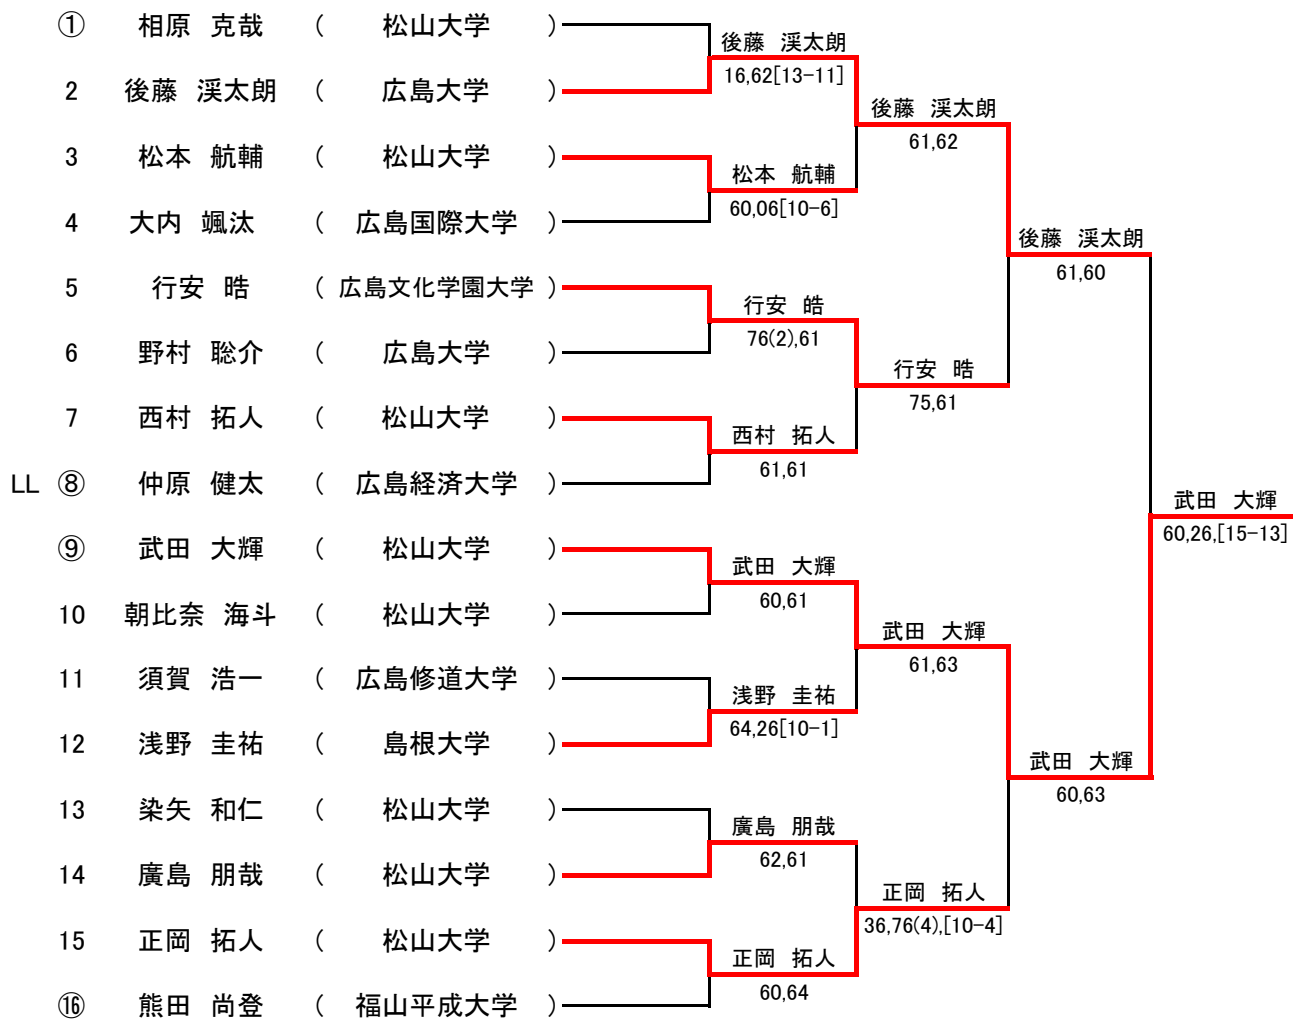 ① 相原 克哉 ( 松山大学 )
後藤 渓太朗
16,62[13-11]
2 後藤 渓太朗 ( 広島大学 )
後藤 渓太朗
61,62
3 松本 航輔 ( 松山大学 )
松本 航輔
60,06[10-6]
4 大内 颯汰 ( 広島国際大学 )
後藤 渓太朗
61,60
5 行安 晧 ( 広島文化学園大学 )
行安 皓
76(2),61
6 野村 聡介 ( 広島大学 )
行安 晧
75,61
7 西村 拓人 ( 松山大学 )
西村 拓人
61,61
LL ⑧ 仲原 健太 ( 広島経済大学 )
武田 大輝
60,26,[15-13]
⑨ 武田 大輝 ( 松山大学 )
武田 大輝
60,61
10 朝比奈 海斗 ( 松山大学 )
武田 大輝
61,63
11 須賀 浩一 ( 広島修道大学 )
浅野 圭祐
64,26[10-1]
12 浅野 圭祐 ( 島根大学 )
武田 大輝
60,63
13 染矢 和仁 ( 松山大学 )
廣島 朋哉
62,61
14 廣島 朋哉 ( 松山大学 )
正岡 拓人
36,76(4),[10-4]
15 正岡 拓人 ( 松山大学 )
正岡 拓人
60,64
⑯ 熊田 尚登 ( 福山平成大学 )